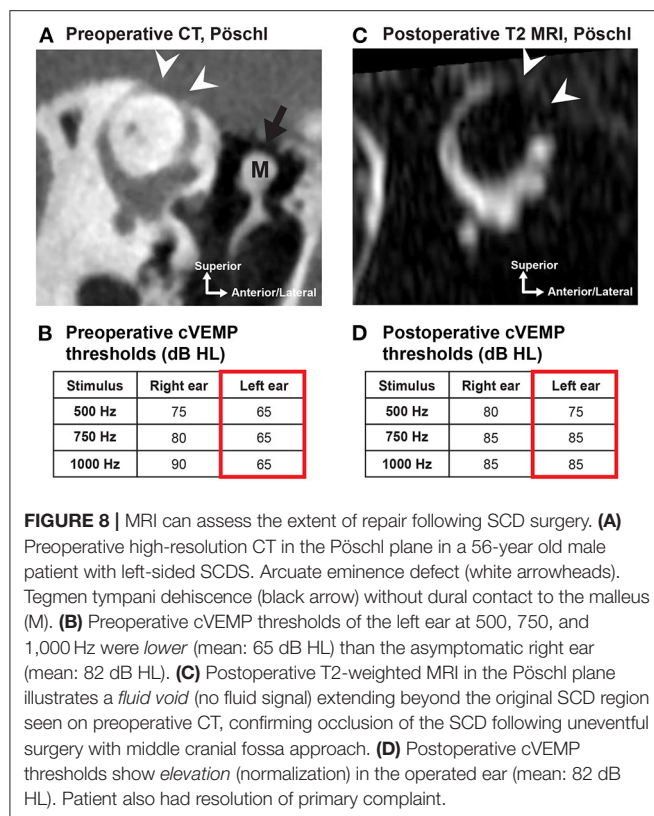 A Preoperative CT, Pöschl
M
Superior
Anterior/Lateral
C Postoperative T2 MRI, Pöschl
Superior
Anterior/Lateral
B Preoperative cVEMP
thresholds (dB HL)
Stimulus Right ear Left ear
500 Hz 75 65
750 Hz 80 65
1000 Hz 90 65
D Postoperative cVEMP
thresholds (dB HL)
Stimulus Right ear Left ear
500 Hz 80 75
750 Hz 85 85
1000 Hz 85 85
FIGURE 8 | MRI can assess the extent of repair following SCD surgery. (A)
Preoperative high-resolution CT in the Pöschl plane in a 56-year old male
patient with left-sided SCDS. Arcuate eminence defect (white arrowheads).
Tegmen tympani dehiscence (black arrow) without dural contact to the malleus
(M). (B) Preoperative cVEMP thresholds of the left ear at 500, 750, and
1,000 Hz were lower (mean: 65 dB HL) than the asymptomatic right ear
(mean: 82 dB HL). (C) Postoperative T2-weighted MRI in the Pöschl plane
illustrates a fluid void (no fluid signal) extending beyond the original SCD region
seen on preoperative CT, confirming occlusion of the SCD following uneventful
surgery with middle cranial fossa approach. (D) Postoperative cVEMP
thresholds show elevation (normalization) in the operated ear (mean: 82 dB
HL). Patient also had resolution of primary complaint.